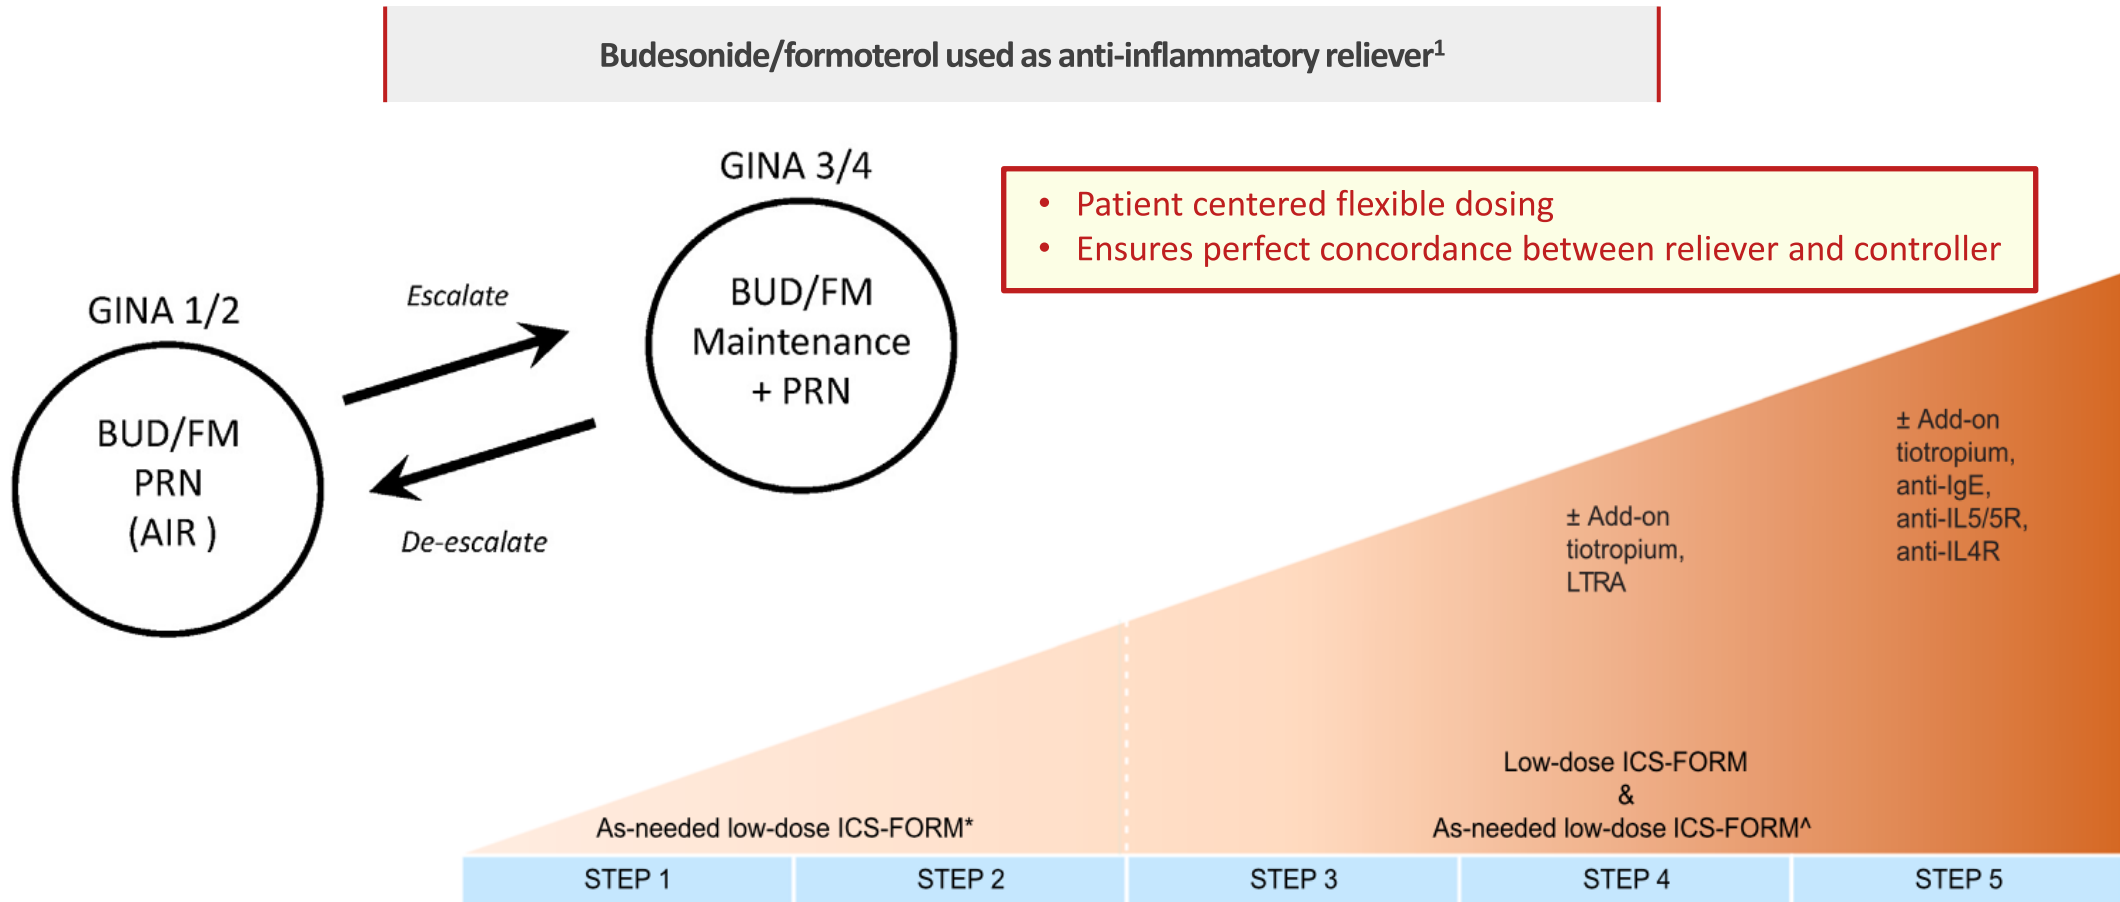 Budesonide/formoterol used as anti-inflammatory reliever¹
GINA 3/4
• Patient centered flexible dosing
• Ensures perfect concordance between reliever and controller
BUD/FM
Maintenance
+ PRN
Escalate
GINA 1/2
BUD/FM
PRN
(AIR )
De-escalate
± Add-on
tiotropium,
anti-IgE,
anti-IL5/5R,
anti-IL4R
± Add-on
tiotropium,
LTRA
Low-dose ICS-FORM
&
As-needed low-dose ICS-FORM^
As-needed low-dose ICS-FORM*
STEP 1
STEP 2
STEP 3
STEP 4
STEP 5